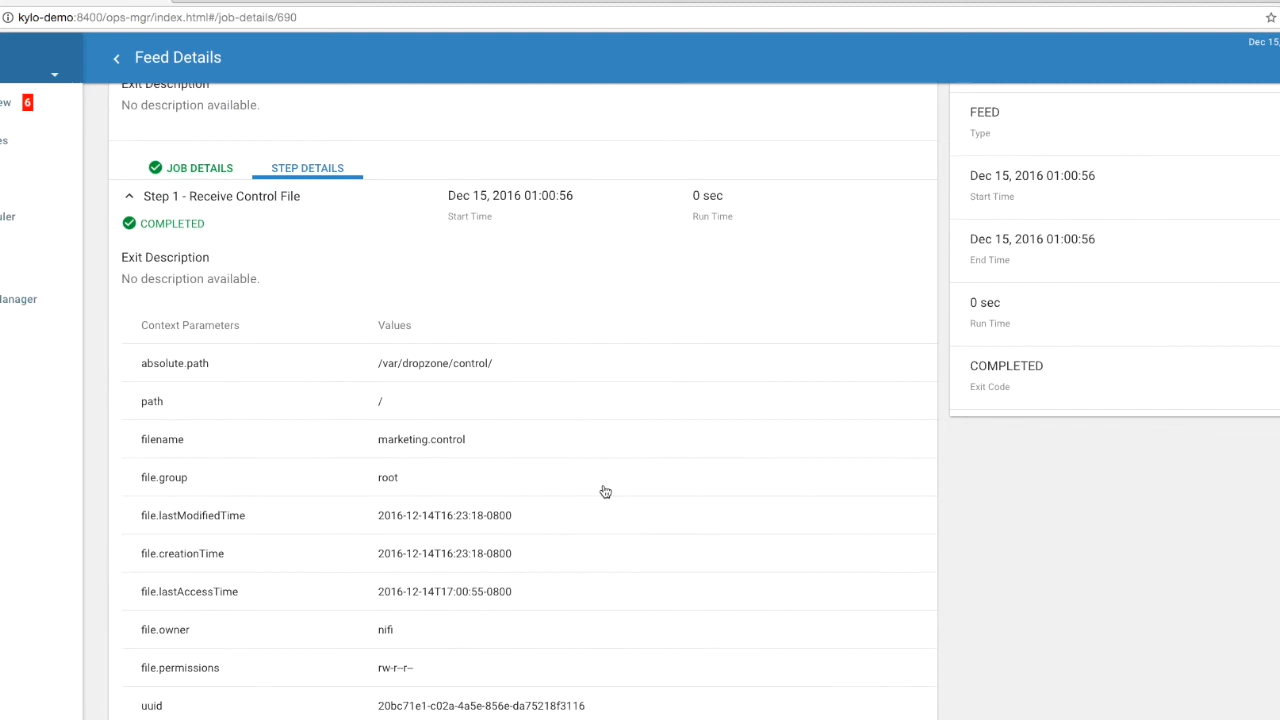 kylo-demo:8400/ops-mgr/index.html#/job-details/690
Feed Details
Dec 15,
ew 6
es
uler
Manager
Exit Description
No description available.
JOB DETAILS STEP DETAILS
Step 1 - Receive Control File Dec 15, 2016 01:00:56 0 sec
Start Time Run Time
COMPLETED
Exit Description
No description available.
Context Parameters Values
absolute.path /var/dropzone/control/
path /
filename marketing.control
file.group root
file.lastModifiedTime 2016-12-14T16:23:18-0800
file.creationTime 2016-12-14T16:23:18-0800
file.lastAccessTime 2016-12-14T17:00:55-0800
file.owner nifi
file.permissions rw-r--r--
uuid 20bc71e1-c02a-4a5e-856e-da75218f3116
FEED
Type
Dec 15, 2016 01:00:56
Start Time
Dec 15, 2016 01:00:56
End Time
0 sec
Run Time
COMPLETED
Exit Code